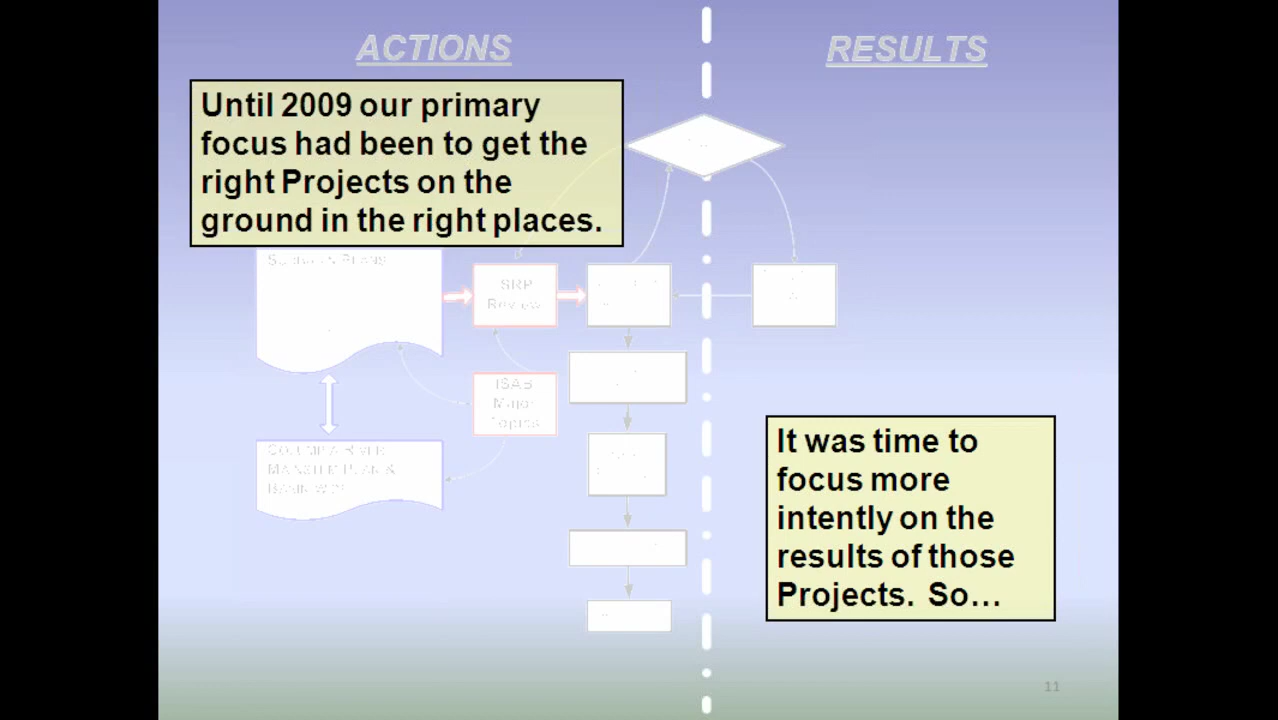 ACTIONS
RESULTS
Until 2009 our primary
focus had been to get the
right Projects on the
ground in the right places.
Review
ISAB
Major
Topics
It was time to
focus more
intently on the
results of those
Projects.  So...
11